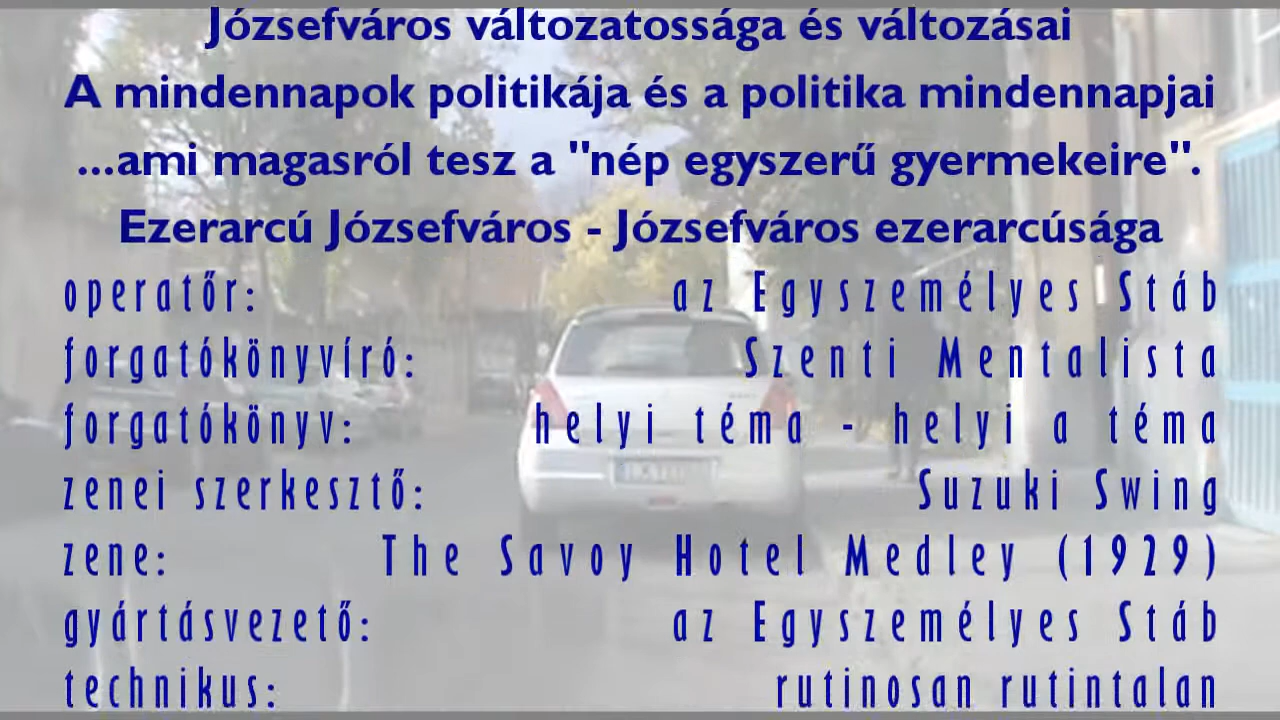 Józsefváros változatossága és változásai
A mindennapok politikája és a politika mindennapjai
...ami magasról tesz a "nép egyszerű gyermekeire".
Ezerarcú Józsefváros - Józsefváros ezerarcúsága
operatőr: az Egyszemélyes Stáb
forgatókönyvíró: Szenti Mentalista
forgatókönyv: helyi téma - helyi a téma
zenei szerkesztő: Suzuki Swing
zene: The Savoy Hotel Medley (1929)
gyártásvezető: az Egyszemélyes Stáb
technikus: rutinosan rutintalan